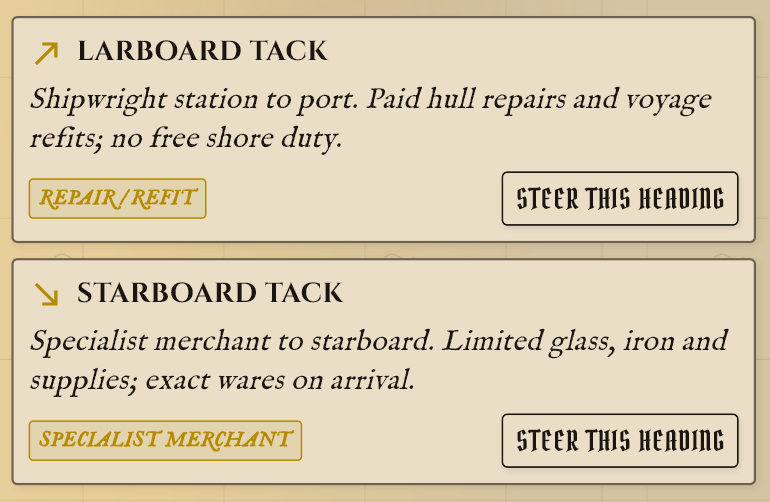 LARBOARD TACK
Shipwright station to port. Paid hull repairs and voyage
refits; no free shore duty.
REPAIR/REFIT
STEER THIS HEADING
STARBOARD TACK
Specialist merchant to starboard. Limited glass, iron and
supplies; exact wares on arrival.
SPECIALIST MERCHANT
STEER THIS HEADING